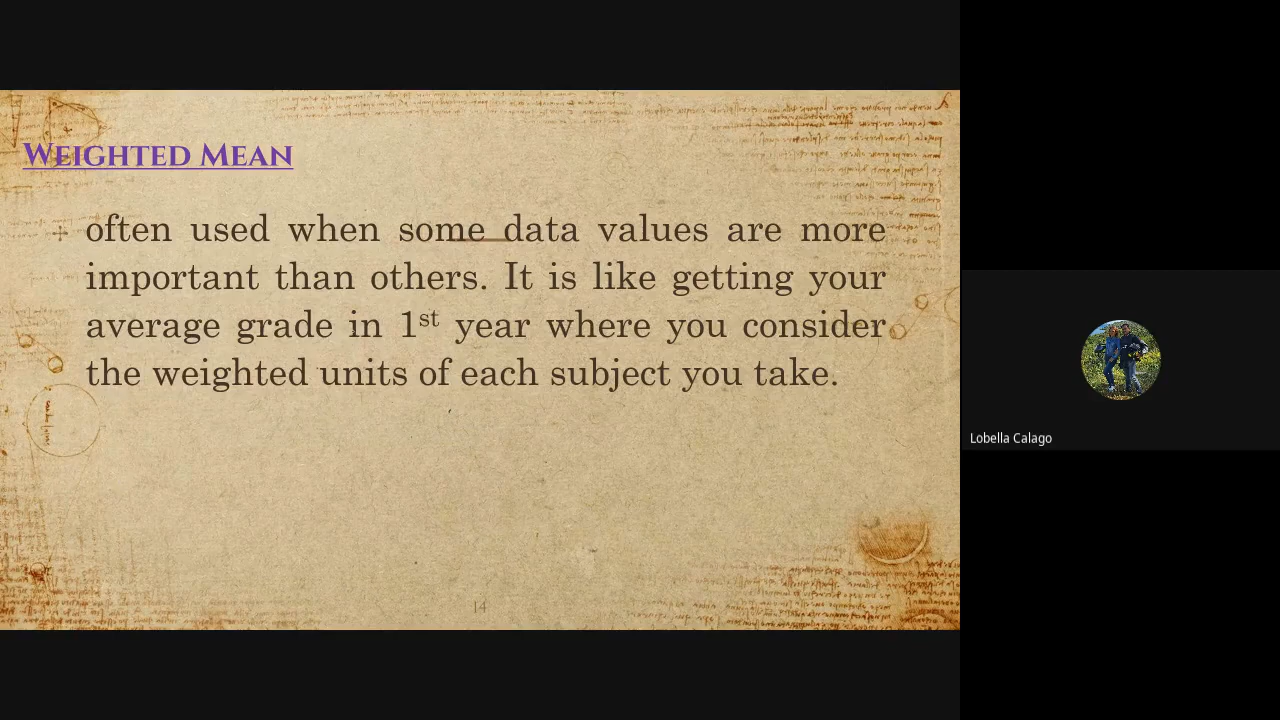 Weighted Mean
often used when some data values are more
important than others. It is like getting your
average grade in 1st year where you consider
the weighted units of each subject you take.
14
Lobella Calago